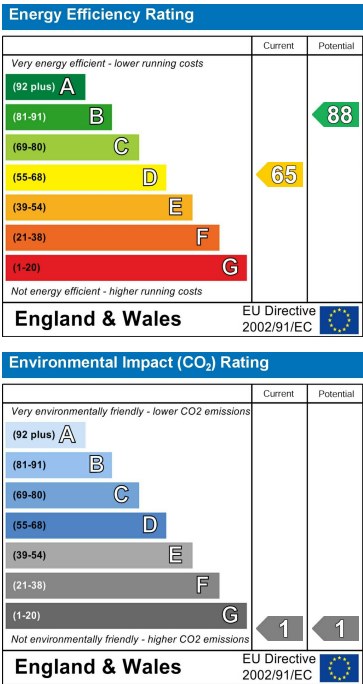 Energy Efficiency Rating
Current Potential
Very energy efficient - lower running costs
(92 plus) A
(81-91) B
88
(69-80) C
(55-68) D
65
(39-54) E
(21-38) F
(1-20) G
Not energy efficient - higher running costs
England & Wales
EU Directive
2002/91/EC
Environmental Impact (CO₂) Rating
Current Potential
Very environmentally friendly - lower CO2 emissions
(92 plus) A
(81-91) B
(69-80) C
(55-68) D
(39-54) E
(21-38) F
(1-20) G
1 1
Not environmentally friendly - higher CO2 emissions
England & Wales
EU Directive
2002/91/EC